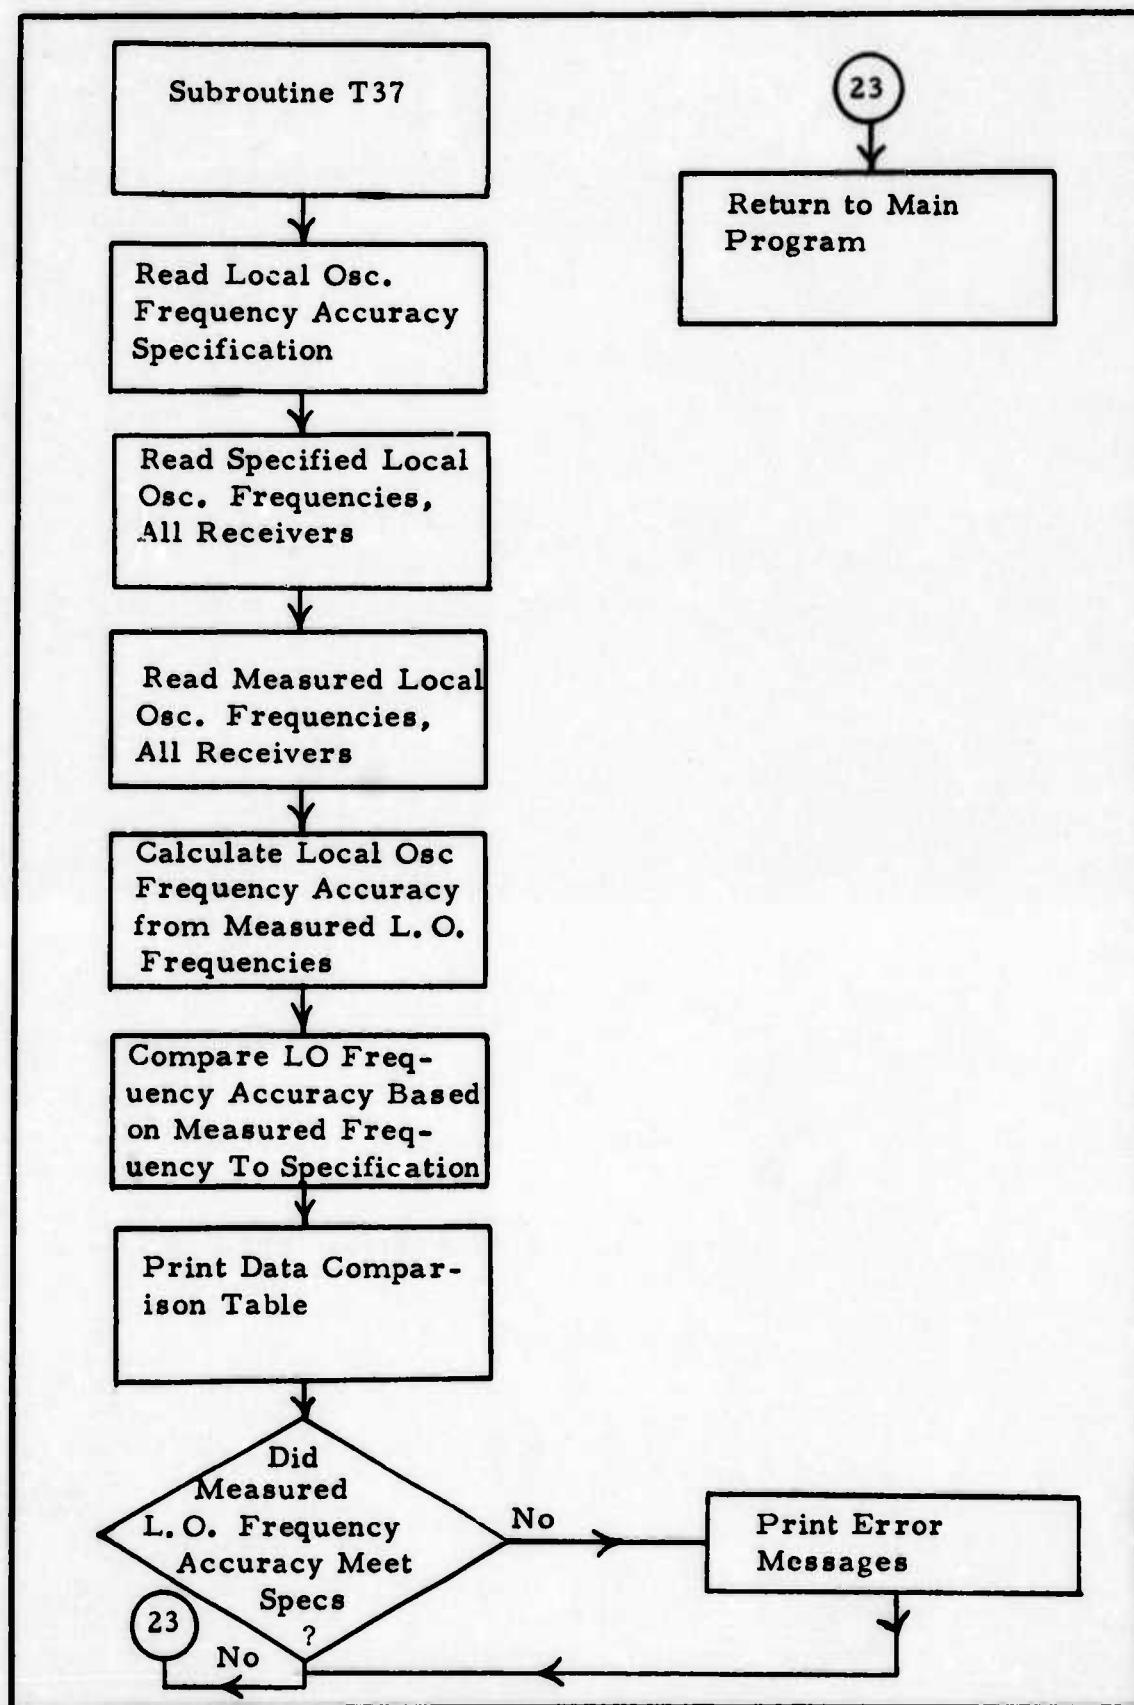 Subroutine T37
Read Local Osc.
Frequency Accuracy
Specification
Read Specified Local
Osc. Frequencies,
All Receivers
Read Measured Local
Osc. Frequencies,
All Receivers
Calculate Local Osc
Frequency Accuracy
from Measured L. O.
Frequencies
Compare LO Freq-
uency Accuracy Based
on Measured Freq-
uency To Specification
Print Data Compar-
ison Table
Did
Measured
L. O. Frequency
Accuracy Meet
Specs
?
No
Print Error
Messages
No
23
23
Return to Main
Program